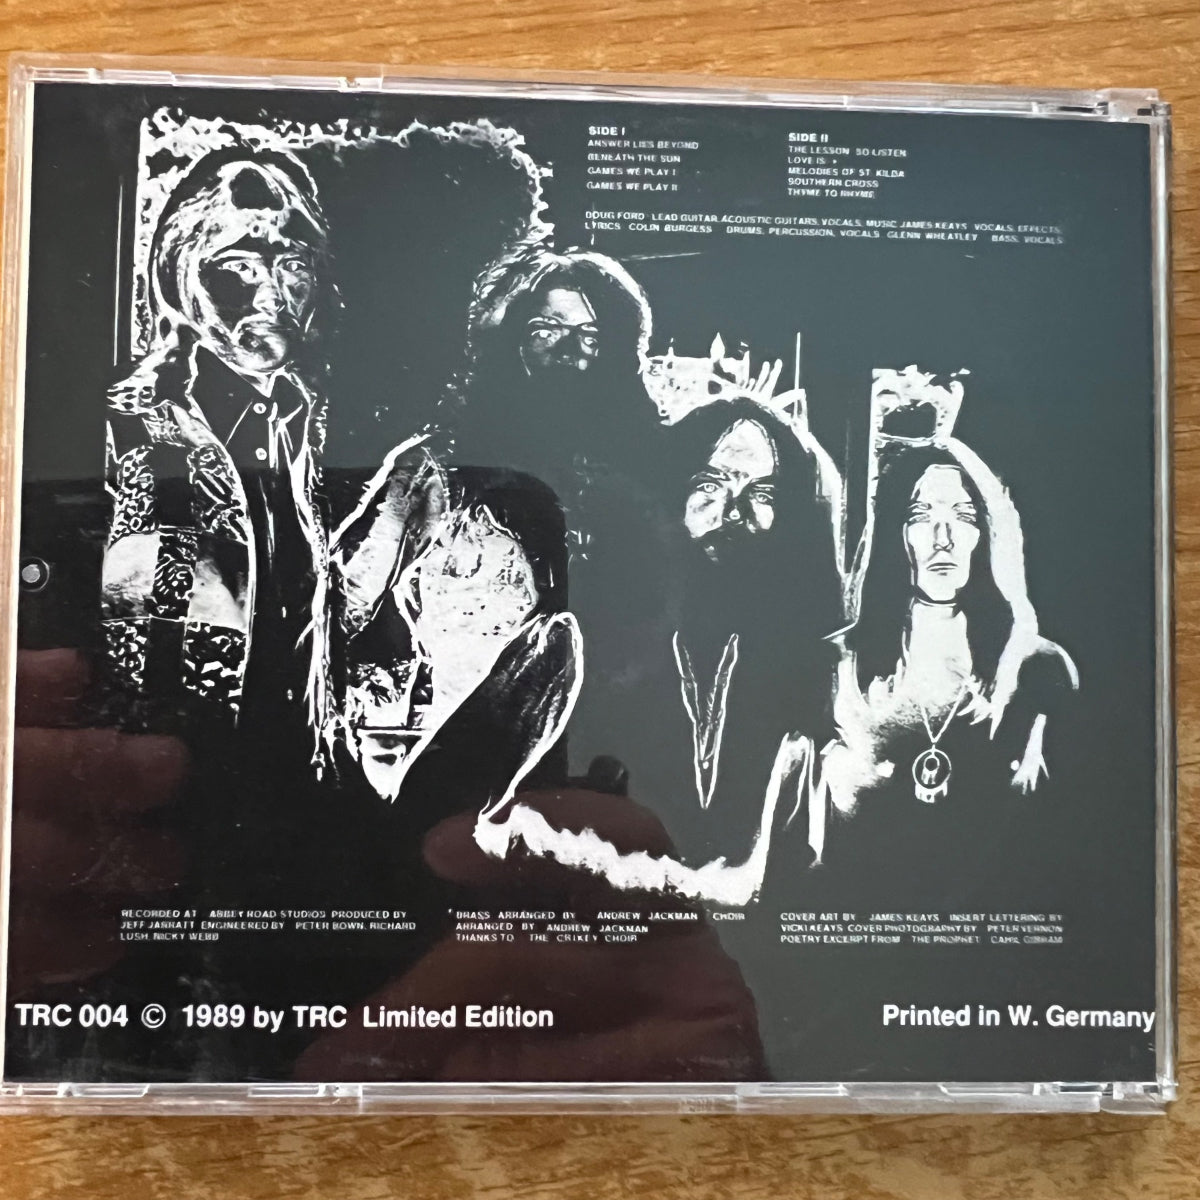 SIDE I
ANSWER LIES BEYOND
BENEATH THE SUN
GAMES WE PLAY I
GAMES WE PLAY II
SIDE II
THE LESSON SO LISTEN
LOVE IS
MELODIES OF ST KILDA
SOUTHERN CROSS
THYME TO RHYME
DOUG FORD LEAD GUITAR, ACOUSTIC GUITARS, VOCALS, MUSIC JAMES KEAYS VOCALS, EFFECTS,
LYRICS COLIN BURGESS DRUMS, PERCUSSION, VOCALS GLENN WHEATLEY BASS, VOCALS
RECORDED AT ABBEY ROAD STUDIOS PRODUCED BY
JEFF JARRATT ENGINEERED BY PETER BOWN, RICHARD
LUSH, NICKY WEBB
* BRASS ARRANGED BY ANDREW JACKMAN CHOIR
ARRANGED BY ANDREW JACKMAN
THANKS TO THE CRIKEY CHOIR
COVER ART BY JAMES KEAYS INSERT LETTERING BY
VICKI KEAYS COVER PHOTOGRAPHY BY PETER VERNON
POETRY EXCERPT FROM THE PROPHET
TRC 004 © 1989 by TRC Limited Edition
Printed in W. Germany